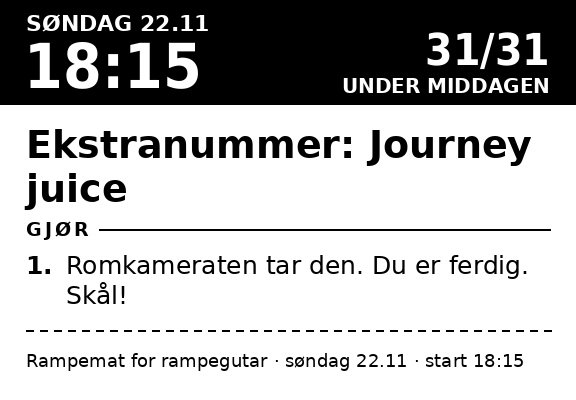 SØNDAG 22.11
18:15
31/31
UNDER MIDDAGEN
Ekstranummer: Journey
juice
GJØR
1. Romkameraten tar den. Du er ferdig.
Skål!
Rampemat for rampegutar · søndag 22.11 · start 18:15